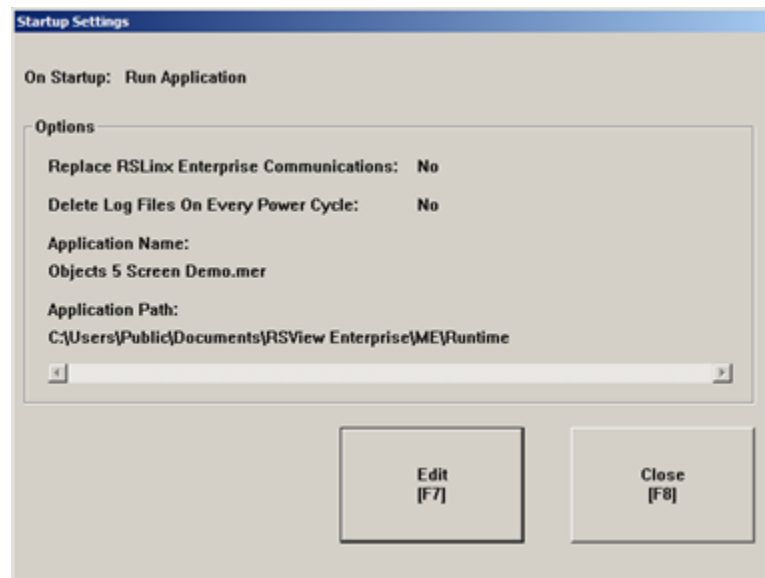 Startup Settings
On Startup: Run Application
Options
Replace RSLinx Enterprise Communications: No
Delete Log Files On Every Power Cycle: No
Application Name:
Objects 5 Screen Demo.mer
Application Path:
C:\Users\Public\Documents\RSView Enterprise\ME\Runtime
Edit
[F7]
Close
[F8]